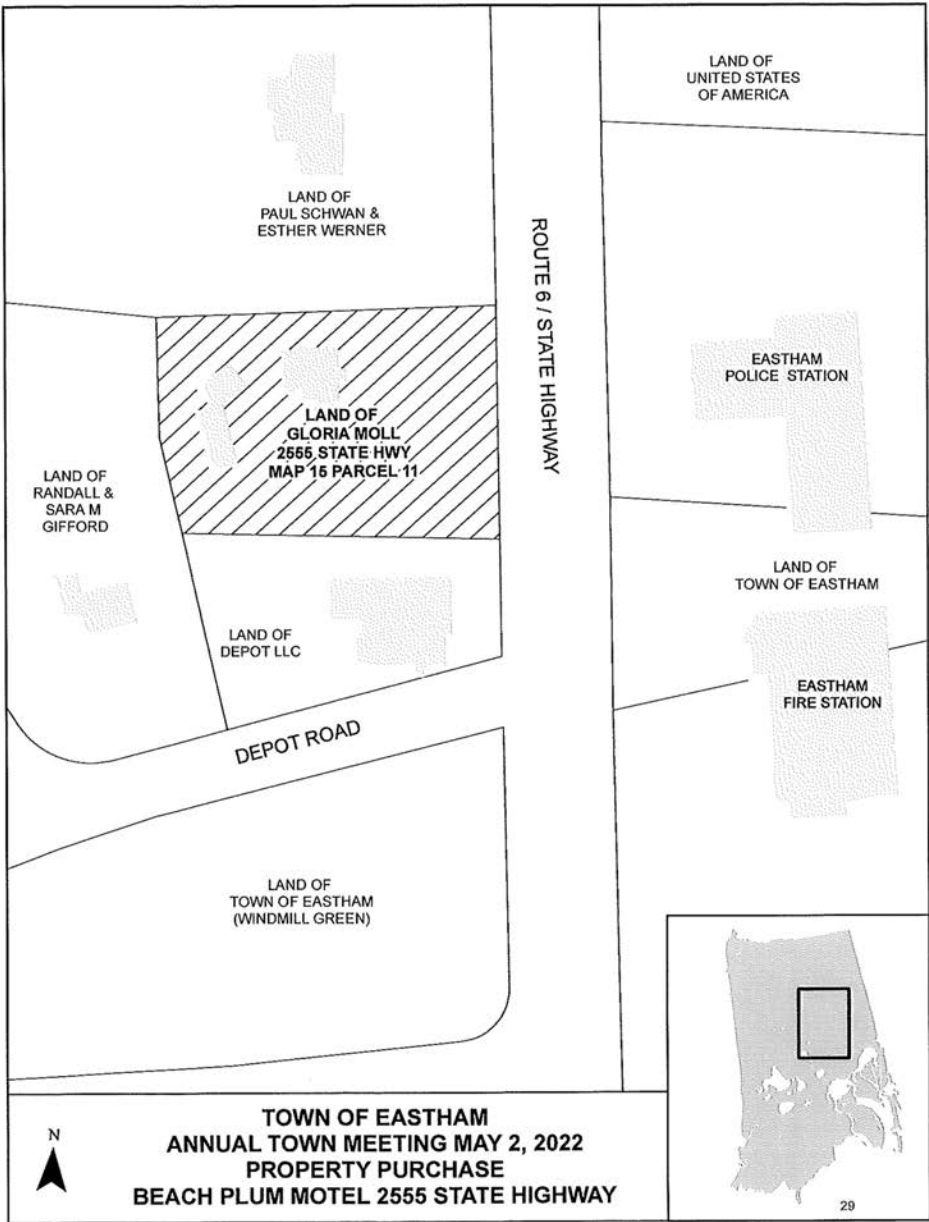 LAND OF
UNITED STATES
OF AMERICA
LAND OF
PAUL SCHWAN &
ESTHER WERNER
ROUTE 6 / STATE HIGHWAY
EASTHAM
POLICE STATION
LAND OF
GLORIA MOLL
2555 STATE HWY
MAP 15 PARCEL 11
LAND OF
RANDALL &
SARA M
GIFFORD
LAND OF
TOWN OF EASTHAM
LAND OF
DEPOT LLC
EASTHAM
FIRE STATION
DEPOT ROAD
LAND OF
TOWN OF EASTHAM
(WINDMILL GREEN)
N
TOWN OF EASTHAM
ANNUAL TOWN MEETING MAY 2, 2022
PROPERTY PURCHASE
BEACH PLUM MOTEL 2555 STATE HIGHWAY
29